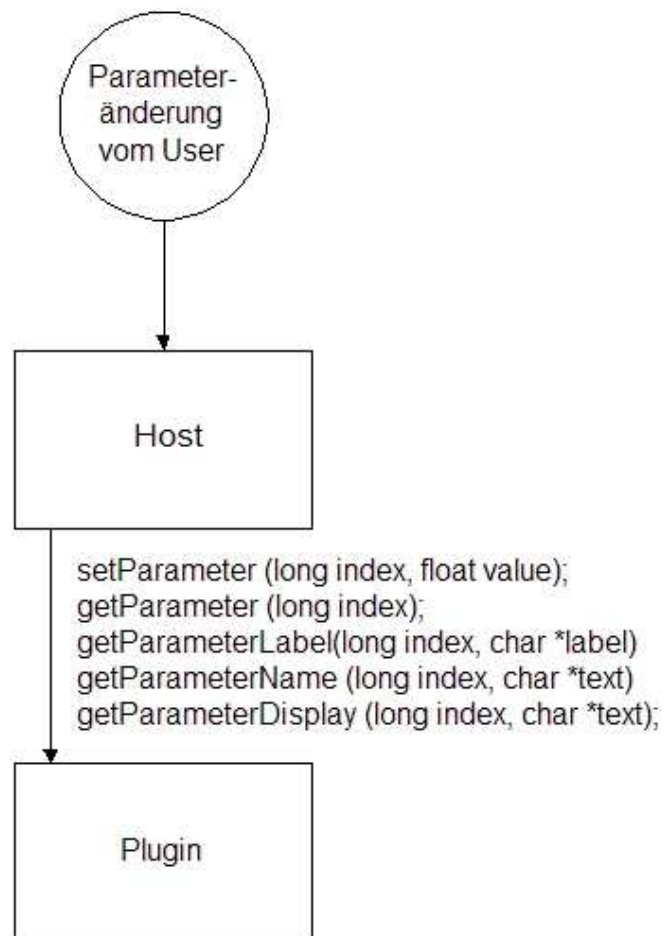 Parameter-
änderung
vom User
Host
setParameter (long index, float value);
getParameter (long index);
getParameterLabel(long index, char *label)
getParameterName (long index, char *text)
getParameterDisplay (long index, char *text);
Plugin